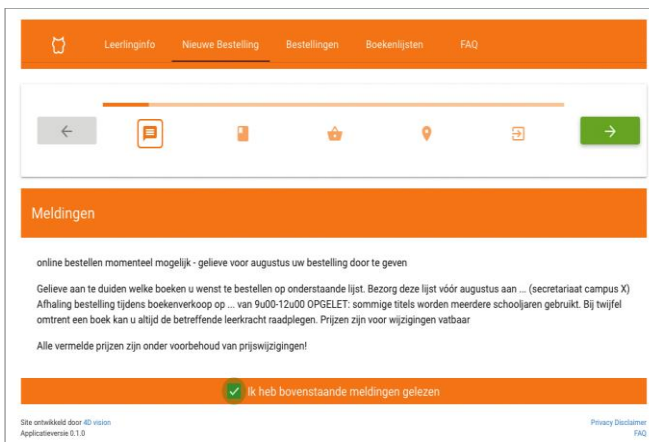 Leerlinginfo Nieuwe Bestelling Bestellingen Boekenlijsten FAQ
Meldingen
online bestellen momenteel mogelijk - gelieve voor augustus uw bestelling door te geven
Gelieve aan te duiden welke boeken u wenst te bestellen op onderstaande lijst. Bezorg deze lijst vóór augustus aan ... (secretariaat campus X)
Afhaling bestelling tijdens boekenverkoop op ... van 9u00-12u00 OPGELET: sommige titels worden meerdere schooljaren gebruikt. Bij twijfel
omtrent een boek kan u altijd de betreffende leerkracht raadplegen. Prijzen zijn voor wijzigingen vatbaar
Alle vermelde prijzen zijn onder voorbehoud van prijswijzigingen!
Ik heb bovenstaande meldingen gelezen
Site ontwikkeld door 4D vision Privacy Disclaimer
Applicatieversie 0.1.0 FAQ